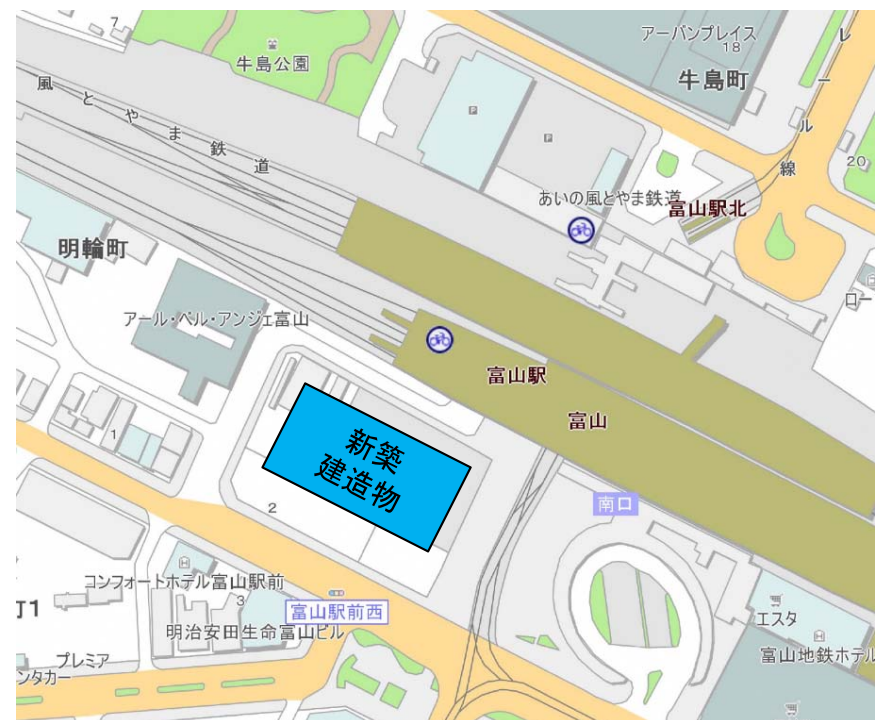 7
牛島公園
アーバンプレイス
18
牛島町
レール線
風とやま鉄道
20
あいの風とやま鉄道
富山駅北
明輪町
ロー
アール・ベル・アンジェ富山
富山駅
富山
新築
建造物
1
2
南口
コンフォートホテル富山駅前
丁1
3
富山駅前西
明治安田生命富山ビル
エスタ
プレミア
ンタカー
富山地鉄ホテル